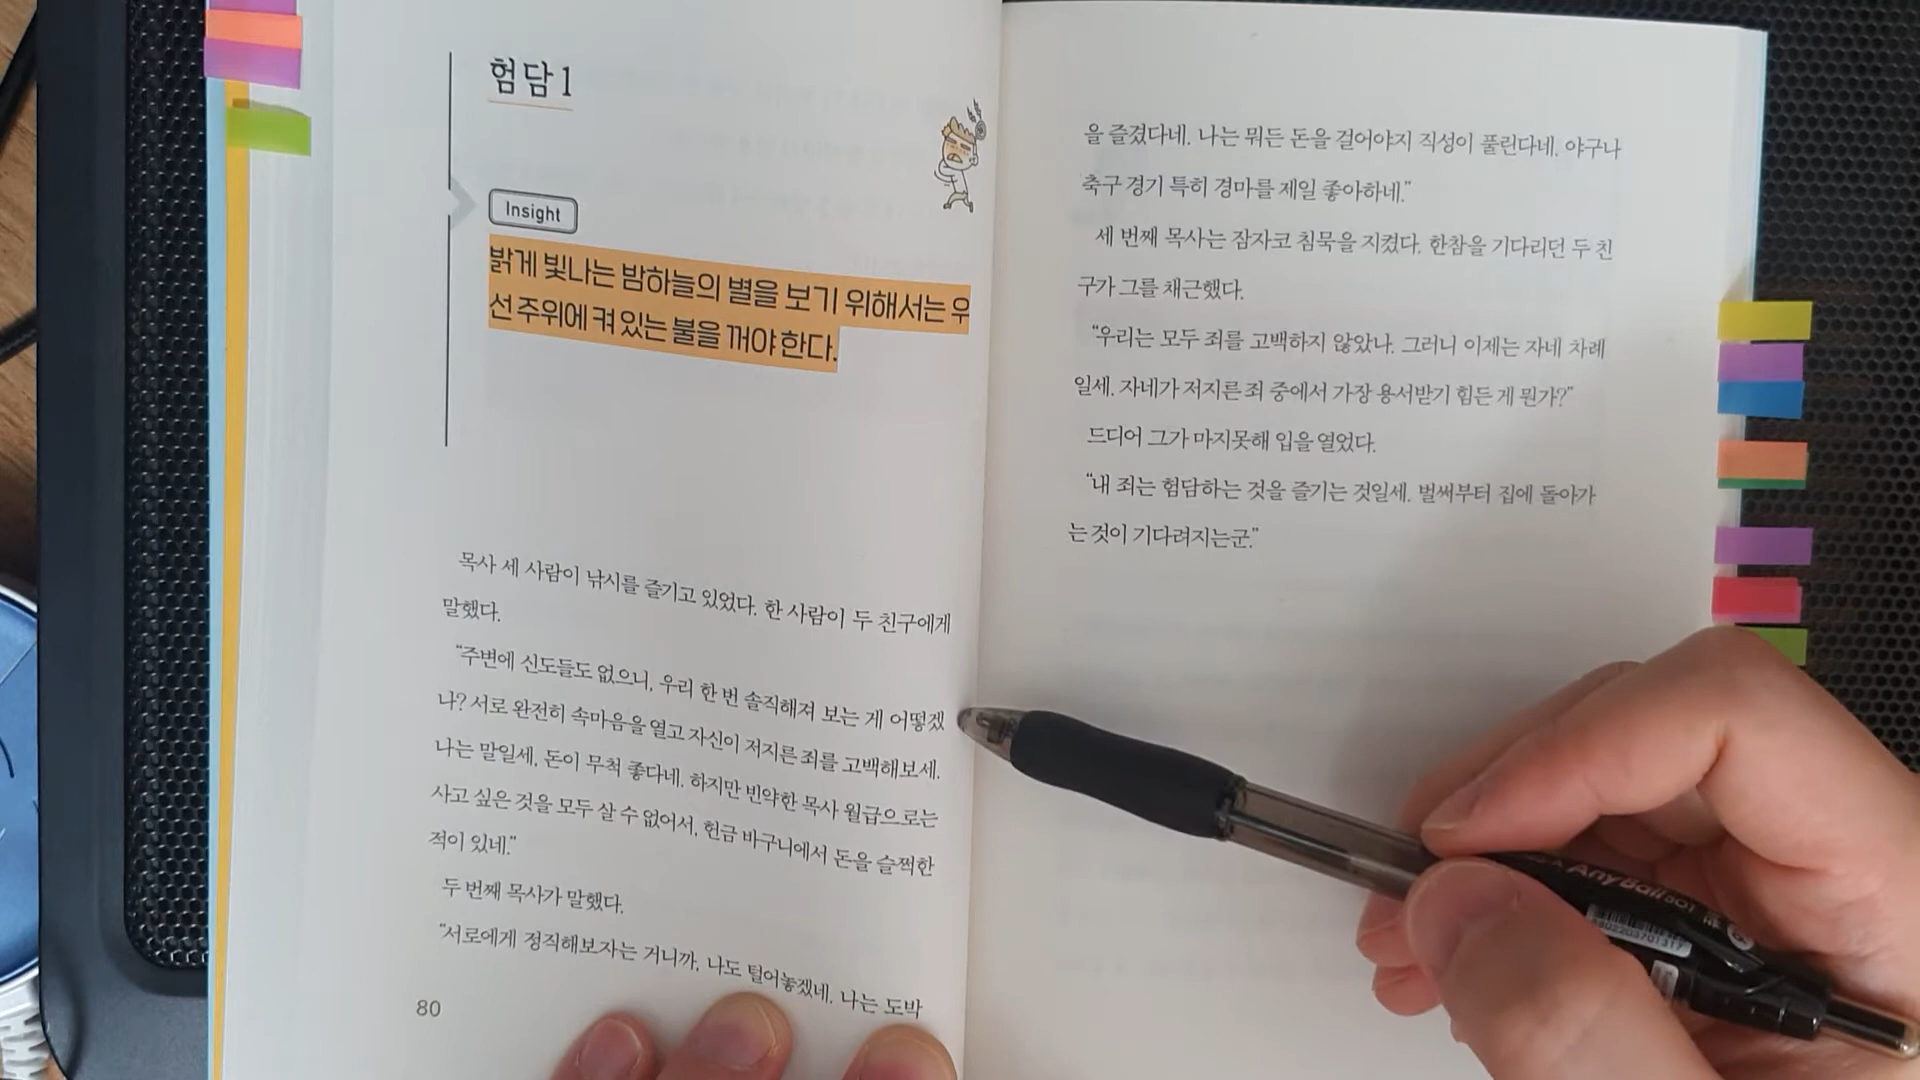 험담 1
Insight
밝게 빛나는 밤하늘의 별을 보기 위해서는 우
선 주위에 켜 있는 불을 꺼야 한다.
목사 세 사람이 낚시를 즐기고 있었다. 한 사람이 두 친구에게
말했다.
“주변에 신도들도 없으니, 우리 한 번 솔직해져 보는 게 어떻겠
나? 서로 완전히 속마음을 열고 자신이 저지른 죄를 고백해보세.
나는 말일세, 돈이 무척 좋다네. 하지만 빈약한 목사 월급으로는
사고 싶은 것을 모두 살 수 없어서, 헌금 바구니에서 돈을 슬쩍한
적이 있네.”
두 번째 목사가 말했다.
“서로에게 정직해보자는 거니까, 나도 털어놓겠네. 나는 도박
80
을 즐겼다네. 나는 뭐든 돈을 걸어야지 직성이 풀린다네. 야구나
축구 경기 특히 경마를 제일 좋아하네.”
세 번째 목사는 잠자코 침묵을 지켰다. 한참을 기다리던 두 친
구가 그를 채근했다.
“우리는 모두 죄를 고백하지 않았나. 그러니 이제는 자네 차례
일세. 자네가 저지른 죄 중에서 가장 용서받기 힘든 게 뭔가?”
드디어 그가 마지못해 입을 열었다.
“내 죄는 험담하는 것을 즐기는 것일세. 벌써부터 집에 돌아가
는 것이 기다려지는군.”
AnyBall 501